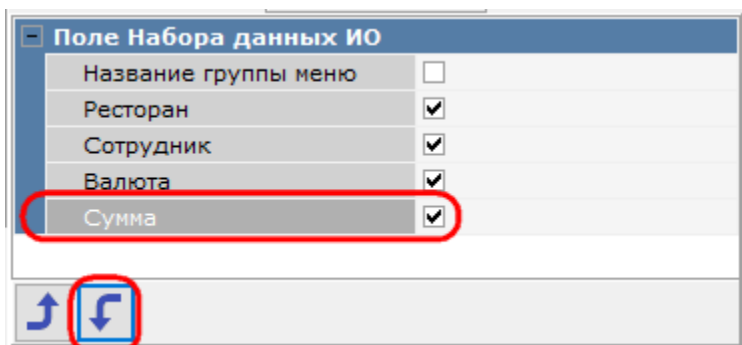 Поле Набора данных ИО
Название группы меню
Ресторан
Сотрудник
Валюта
Сумма